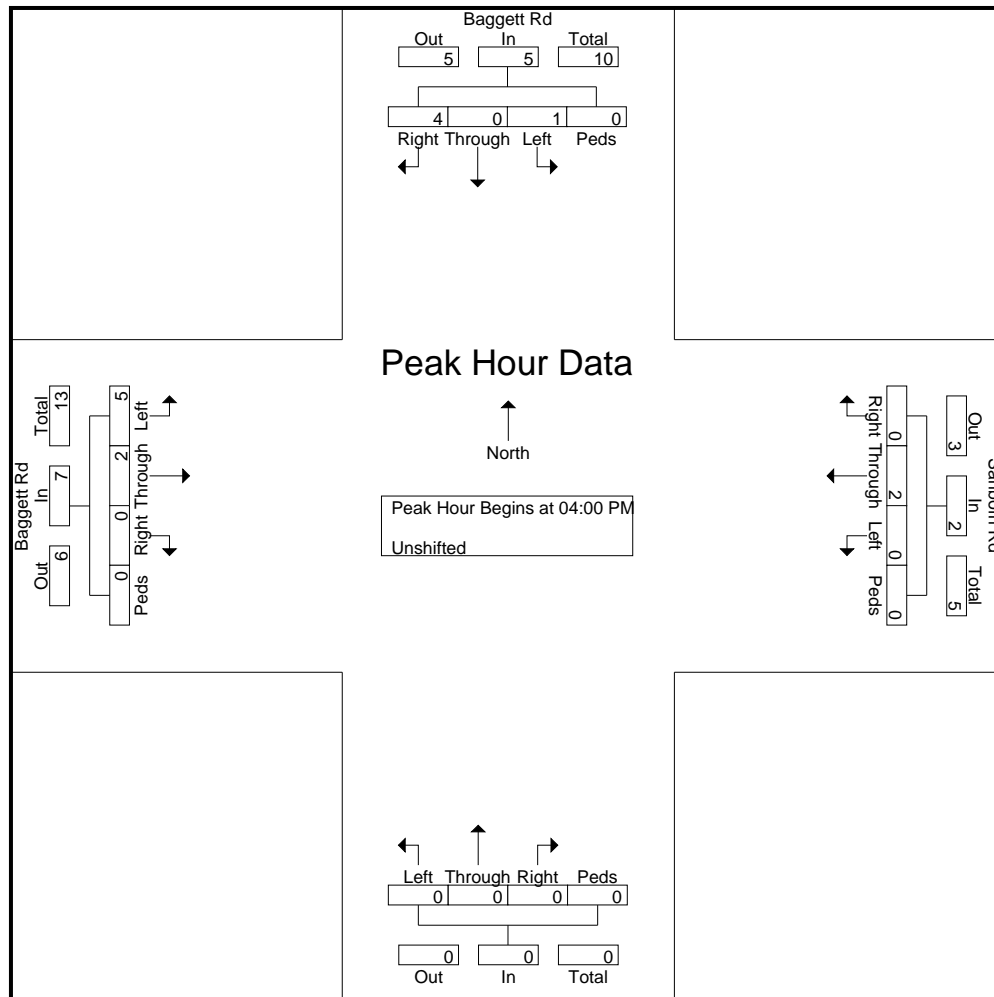 Baggett Rd
Out In Total
5 5 10
4 0 1 0
Right Through Left Peds
Peak Hour Data
North
Peak Hour Begins at 04:00 PM
Unshifted
Baggett Rd
Out In Total
6 7 13
5 2 0 0
Left Through Right Peds
Out In Total
3 2 5
0 2 0 0
Right Through Left Peds
Left Through Right Peds
0 0 0 0
0 0 0
Out In Total